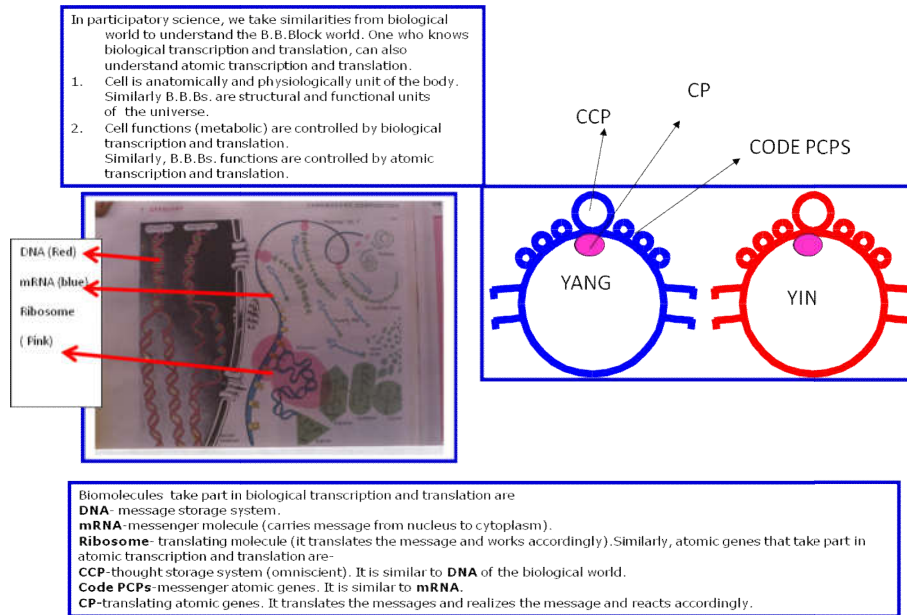 In participatory science, we take similarities from biological
world to understand the B.B.Block world. One who knows
biological transcription and translation, can also
understand atomic transcription and translation.
1. Cell is anatomically and physiologically unit of the body.
Similarly B.B.Bs. are structural and functional units
of the universe.
2. Cell functions (metabolic) are controlled by biological
transcription and translation.
Similarly, B.B.Bs. functions are controlled by atomic
transcription and translation.
CP
CCP
CODE PCPS
DNA (Red)
mRNA (blue)
Ribosome
( Pink)
YANG
YIN
Biomolecules take part in biological transcription and translation are
DNA- message storage system.
mRNA-messenger molecule (carries message from nucleus to cytoplasm).
Ribosome- translating molecule (it translates the message and works accordingly).Similarly, atomic genes that take part in
atomic transcription and translation are-
CCP-thought storage system (omniscient). It is similar to DNA of the biological world.
Code PCPs-messenger atomic genes. It is similar to mRNA.
CP-translating atomic genes. It translates the messages and realizes the message and reacts accordingly.